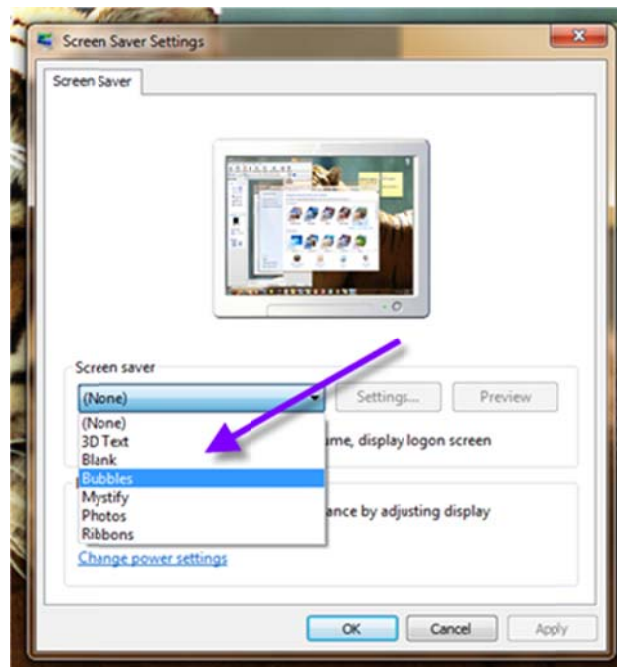 Screen Saver Settings
Screen Saver
Screen saver
(None)
Settings...
Preview
(None)
3D Text
ume, display logon screen
Blank
Bubbles
Mystify
Photos
ance by adjusting display
Ribbons
Change power settings
OK
Cancel
Apply